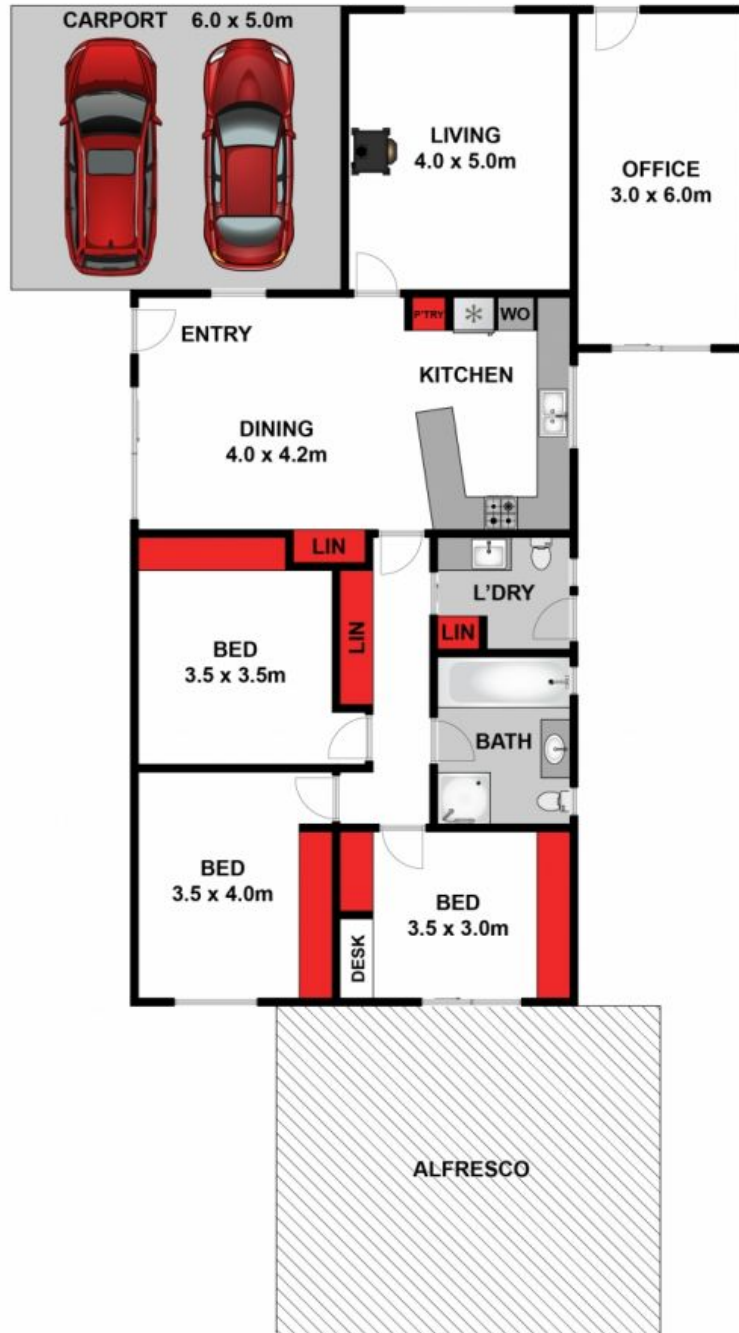 CARPORT 6.0 x 5.0m
LIVING
4.0 x 5.0m
OFFICE
3.0 x 6.0m
P'TRY
WO
ENTRY
KITCHEN
DINING
4.0 x 4.2m
LIN
L'DRY
LIN
LIN
BED
3.5 x 3.5m
BATH
BED
3.5 x 4.0m
BED
3.5 x 3.0m
DESK
ALFRESCO